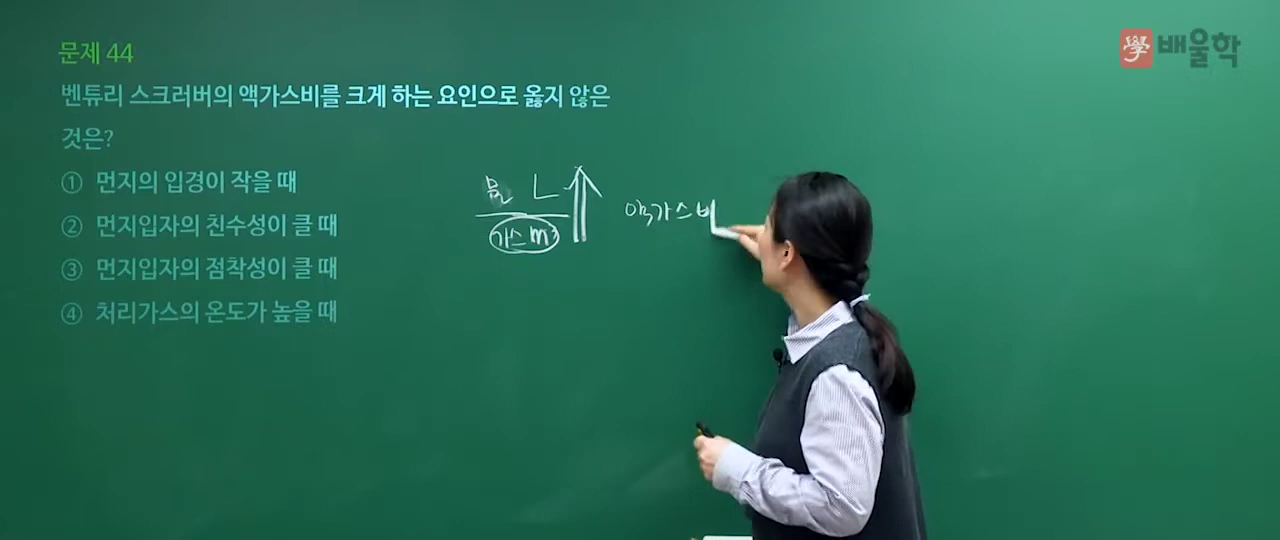 學 배울학
문제 44
벤튜리 스크러버의 액가스비를 크게 하는 요인으로 옳지 않은
것은?
① 먼지의 입경이 작을 때
② 먼지입자의 친수성이 클 때
③ 먼지입자의 점착성이 클 때
④ 처리가스의 온도가 높을 때
물 L
가스 m³
액가스비